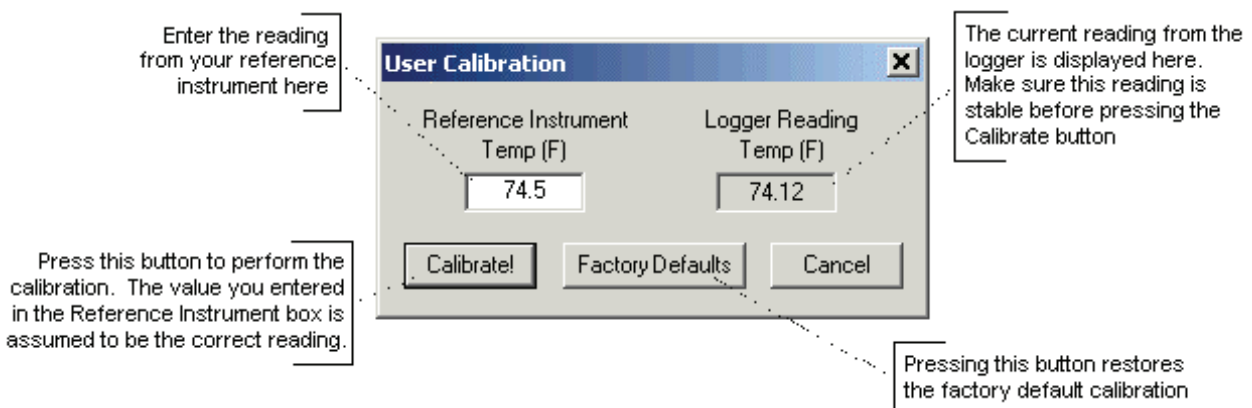 Enter the reading
from your reference
instrument here
The current reading from the
logger is displayed here.
Make sure this reading is
stable before pressing the
Calibrate button
User Calibration
Reference Instrument
Temp (F)
74.5
Logger Reading
Temp (F)
74.12
Calibrate!
Factory Defaults
Cancel
Press this button to perform the
calibration. The value you entered
in the Reference Instrument box is
assumed to be the correct reading.
Pressing this button restores
the factory default calibration